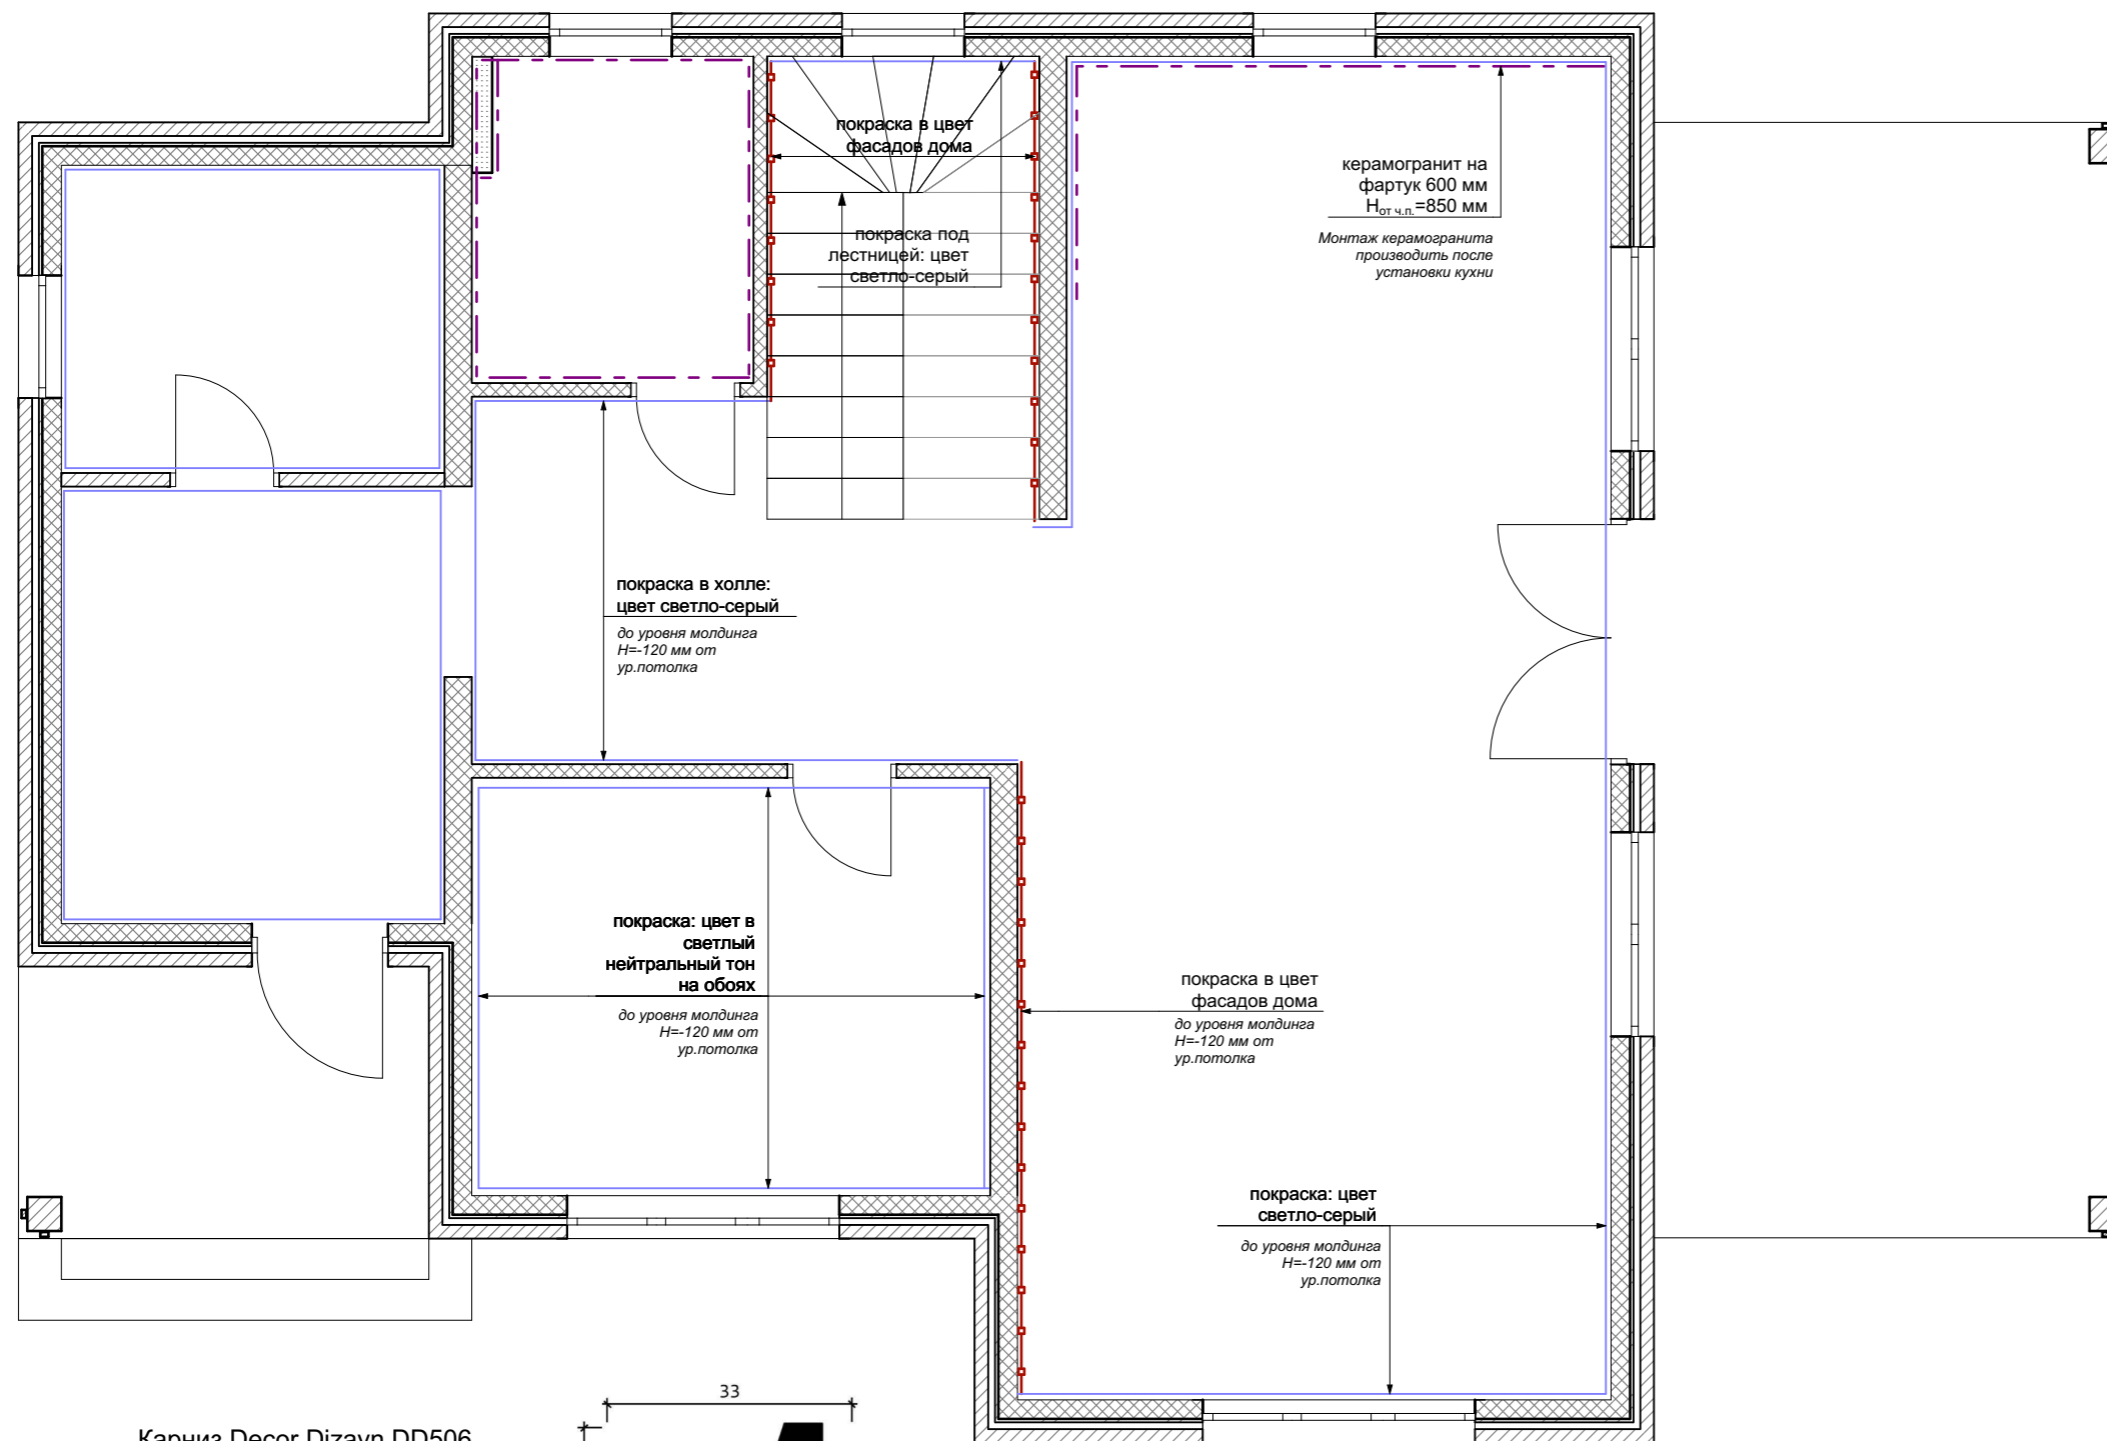 покраска в цвет
фасадов дома
керамогранит на
фартук 600 мм
Hот ч.п.=850 мм
Монтаж керамогранита
производить после
установки кухни
покраска под
лестницей: цвет
светло-серый
покраска в холле:
цвет светло-серый
до уровня молдинга
H=-120 мм от
ур.потолка
покраска: цвет в
светлый
нейтральный тон
на обоях
до уровня молдинга
H=-120 мм от
ур.потолка
покраска в цвет
фасадов дома
до уровня молдинга
H=-120 мм от
ур.потолка
покраска: цвет
светло-серый
до уровня молдинга
H=-120 мм от
ур.потолка
33
Карниз Decor Dizayn DD506